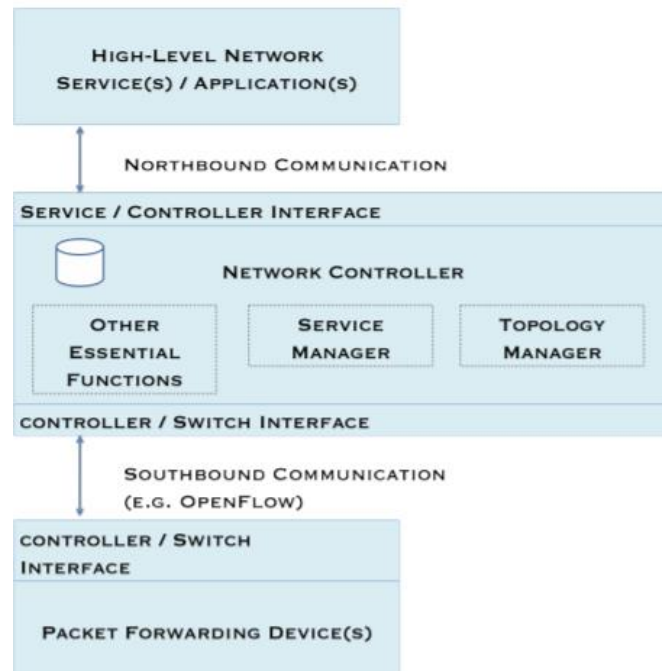 HIGH-LEVEL NETWORK
SERVICE(S) / APPLICATION(S)
NORTHBOUND COMMUNICATION
SERVICE / CONTROLLER INTERFACE
NETWORK CONTROLLER
OTHER
ESSENTIAL
FUNCTIONS
SERVICE
MANAGER
TOPOLOGY
MANAGER
CONTROLLER / SWITCH INTERFACE
SOUTHBOUND COMMUNICATION
(E.G. OPENFLOW)
CONTROLLER / SWITCH
INTERFACE
PACKET FORWARDING DEVICE(S)